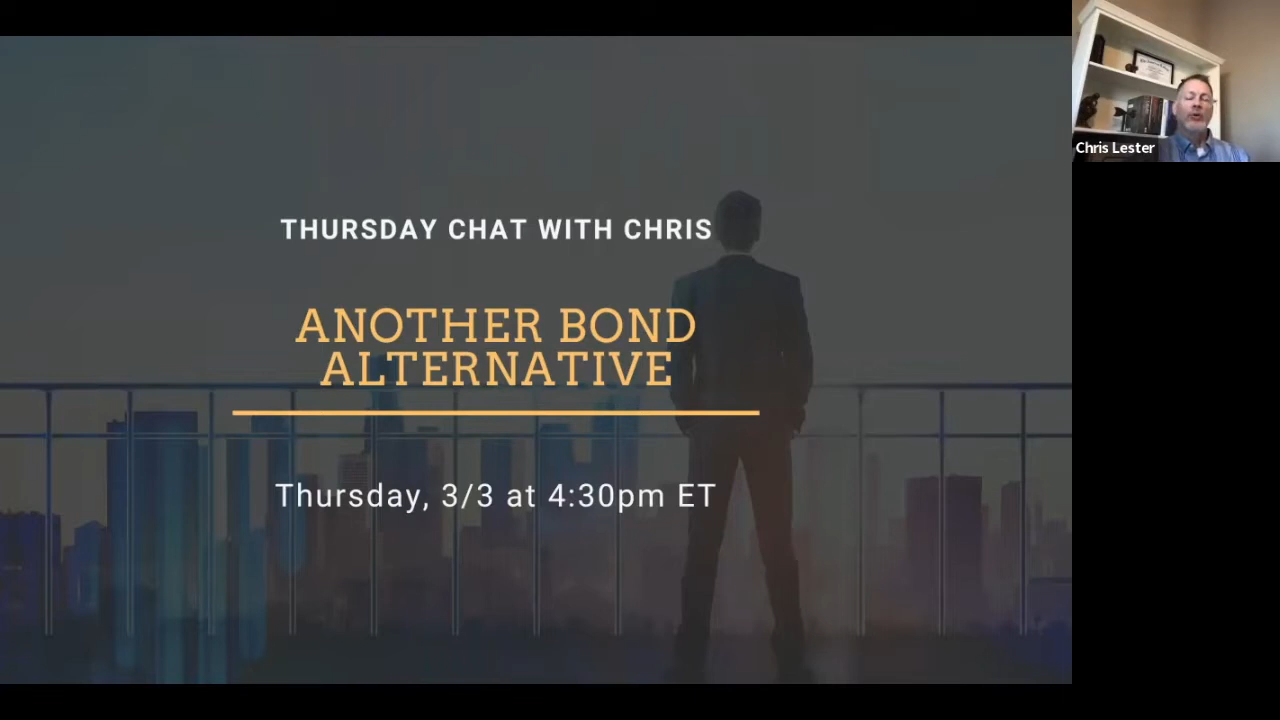 THURSDAY CHAT WITH CHRIS
ANOTHER BOND
ALTERNATIVE
Thursday, 3/3 at 4:30pm ET
Chris Lester